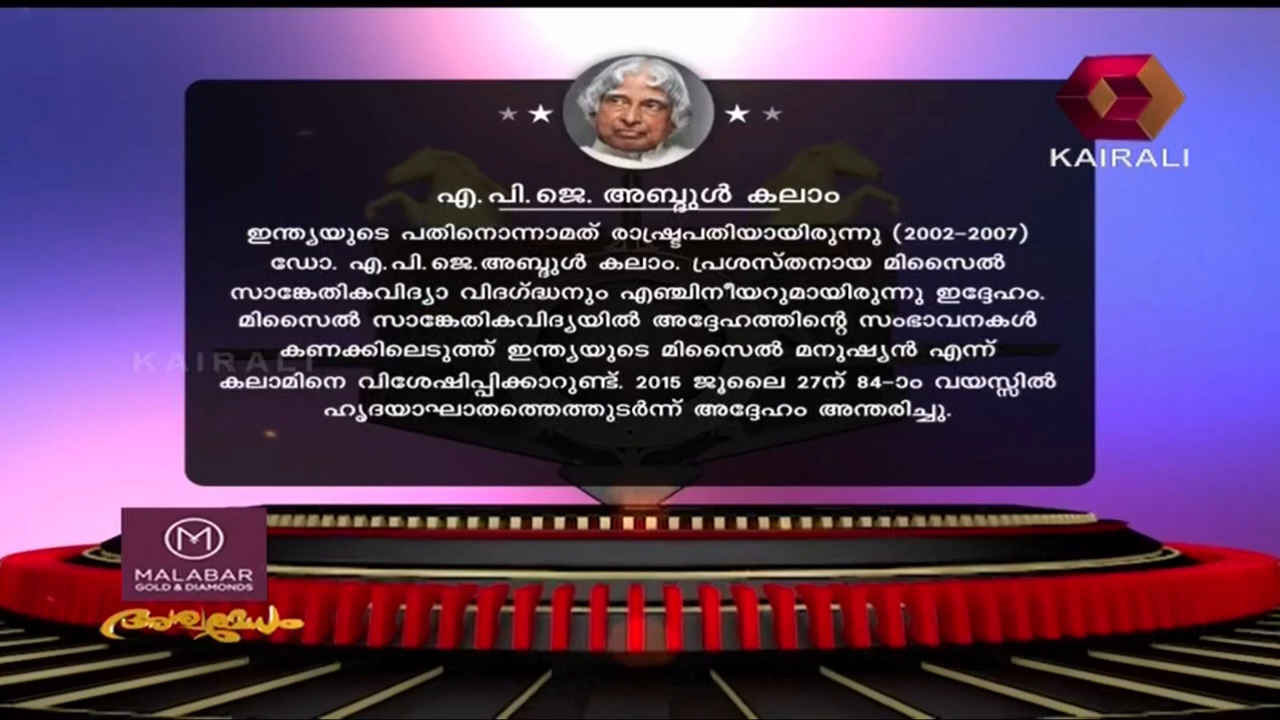 KAIRALI
എ.പി.ജെ. അബ്ദുൾ കലാം
ഇന്ത്യയുടെ പതിനൊന്നാമത് രാഷ്ട്രപതിയായിരുന്നു (2002-2007)
ഡോ. എ.പി.ജെ.അബ്ദുൾ കലാം. പ്രശസ്തനായ മിസൈൽ
സാങ്കേതികവിദ്യാ വിദഗ്ദ്ധനും എഞ്ചിനീയറുമായിരുന്നു ഇദ്ദേഹം.
മിസൈൽ സാങ്കേതികവിദ്യയിൽ അദ്ദേഹത്തിന്റെ സംഭാവനകൾ
കണക്കിലെടുത്ത് ഇന്ത്യയുടെ മിസൈൽ മനുഷ്യൻ എന്ന്
കലാമിനെ വിശേഷിപ്പിക്കാറുണ്ട്. 2015 ജൂലൈ 27ന് 84-ാം വയസ്സിൽ
ഹൃദയാഘാതത്തെത്തുടർന്ന് അദ്ദേഹം അന്തരിച്ചു.
KAIRALI
M
MALABAR
GOLD & DIAMONDS
അശ്വമേധം